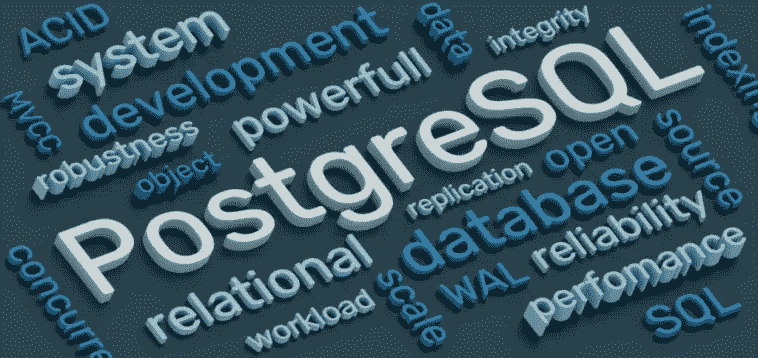 ACID
system
development
data
integrity
indexing
MVCC
robustness
powerfull
PostgreSQL
object
replication
open
source
database
reliability
relational
workload
scale
WAL
perfomance
SQL
concurre